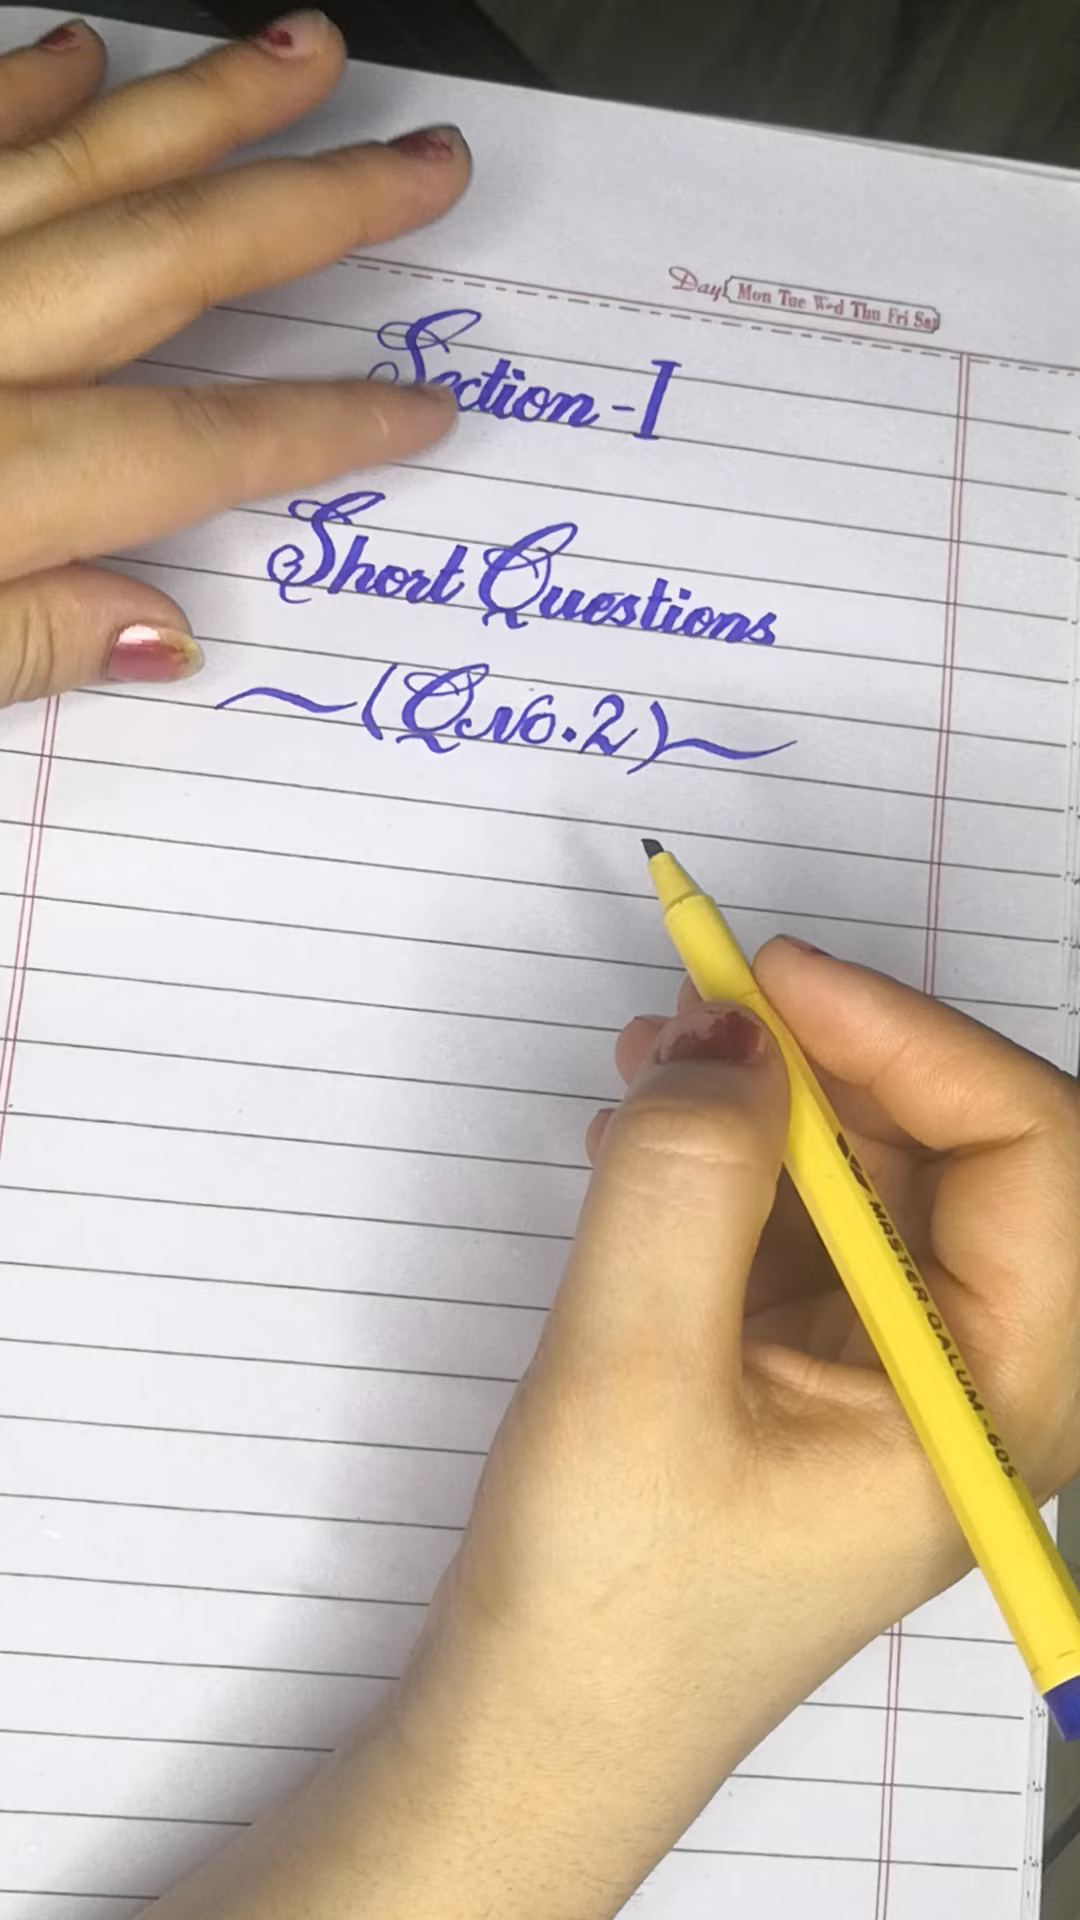 Day Mon Tue Wed Thu Fri Sat
Section-I
Short Questions
(Q.No.2)
MASTER QALUM-605